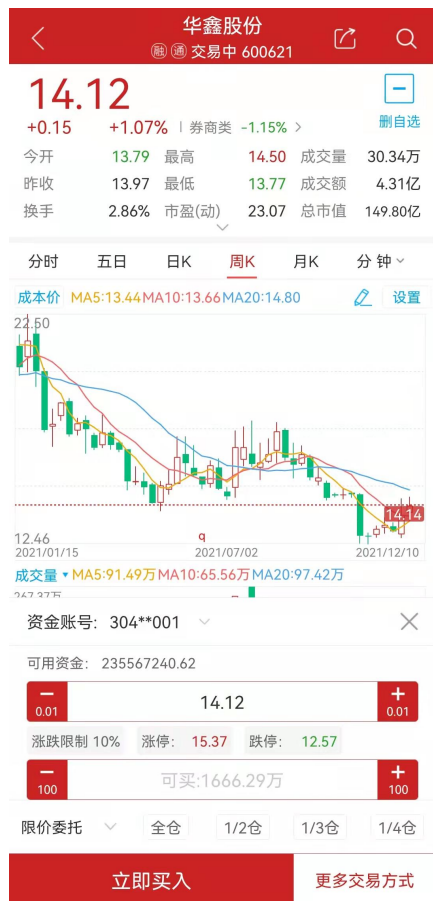 华鑫股份
融 通 交易中 600621
14.12
删自选
+0.15 +1.07% 券商类 -1.15%
今开 13.79 最高 14.50 成交量 30.34万
昨收 13.97 最低 13.77 成交额 4.31亿
换手 2.86% 市盈(动) 23.07 总市值 149.80亿
分时 五日 日K 周K 月K 分钟
成本价 MA5:13.44 MA10:13.66 MA20:14.80 设置
22.50
14.14
q
12.46
2021/01/15 2021/07/02 2021/12/10
成交量 MA5:91.49万 MA10:65.56万 MA20:97.42万
267.37万
资金账号: 304**001
可用资金: 235567240.62
0.01 14.12 0.01
涨跌限制 10% 涨停: 15.37 跌停: 12.57
100 可买:1666.29万 100
限价委托 全仓 1/2仓 1/3仓 1/4仓
立即买入 更多交易方式